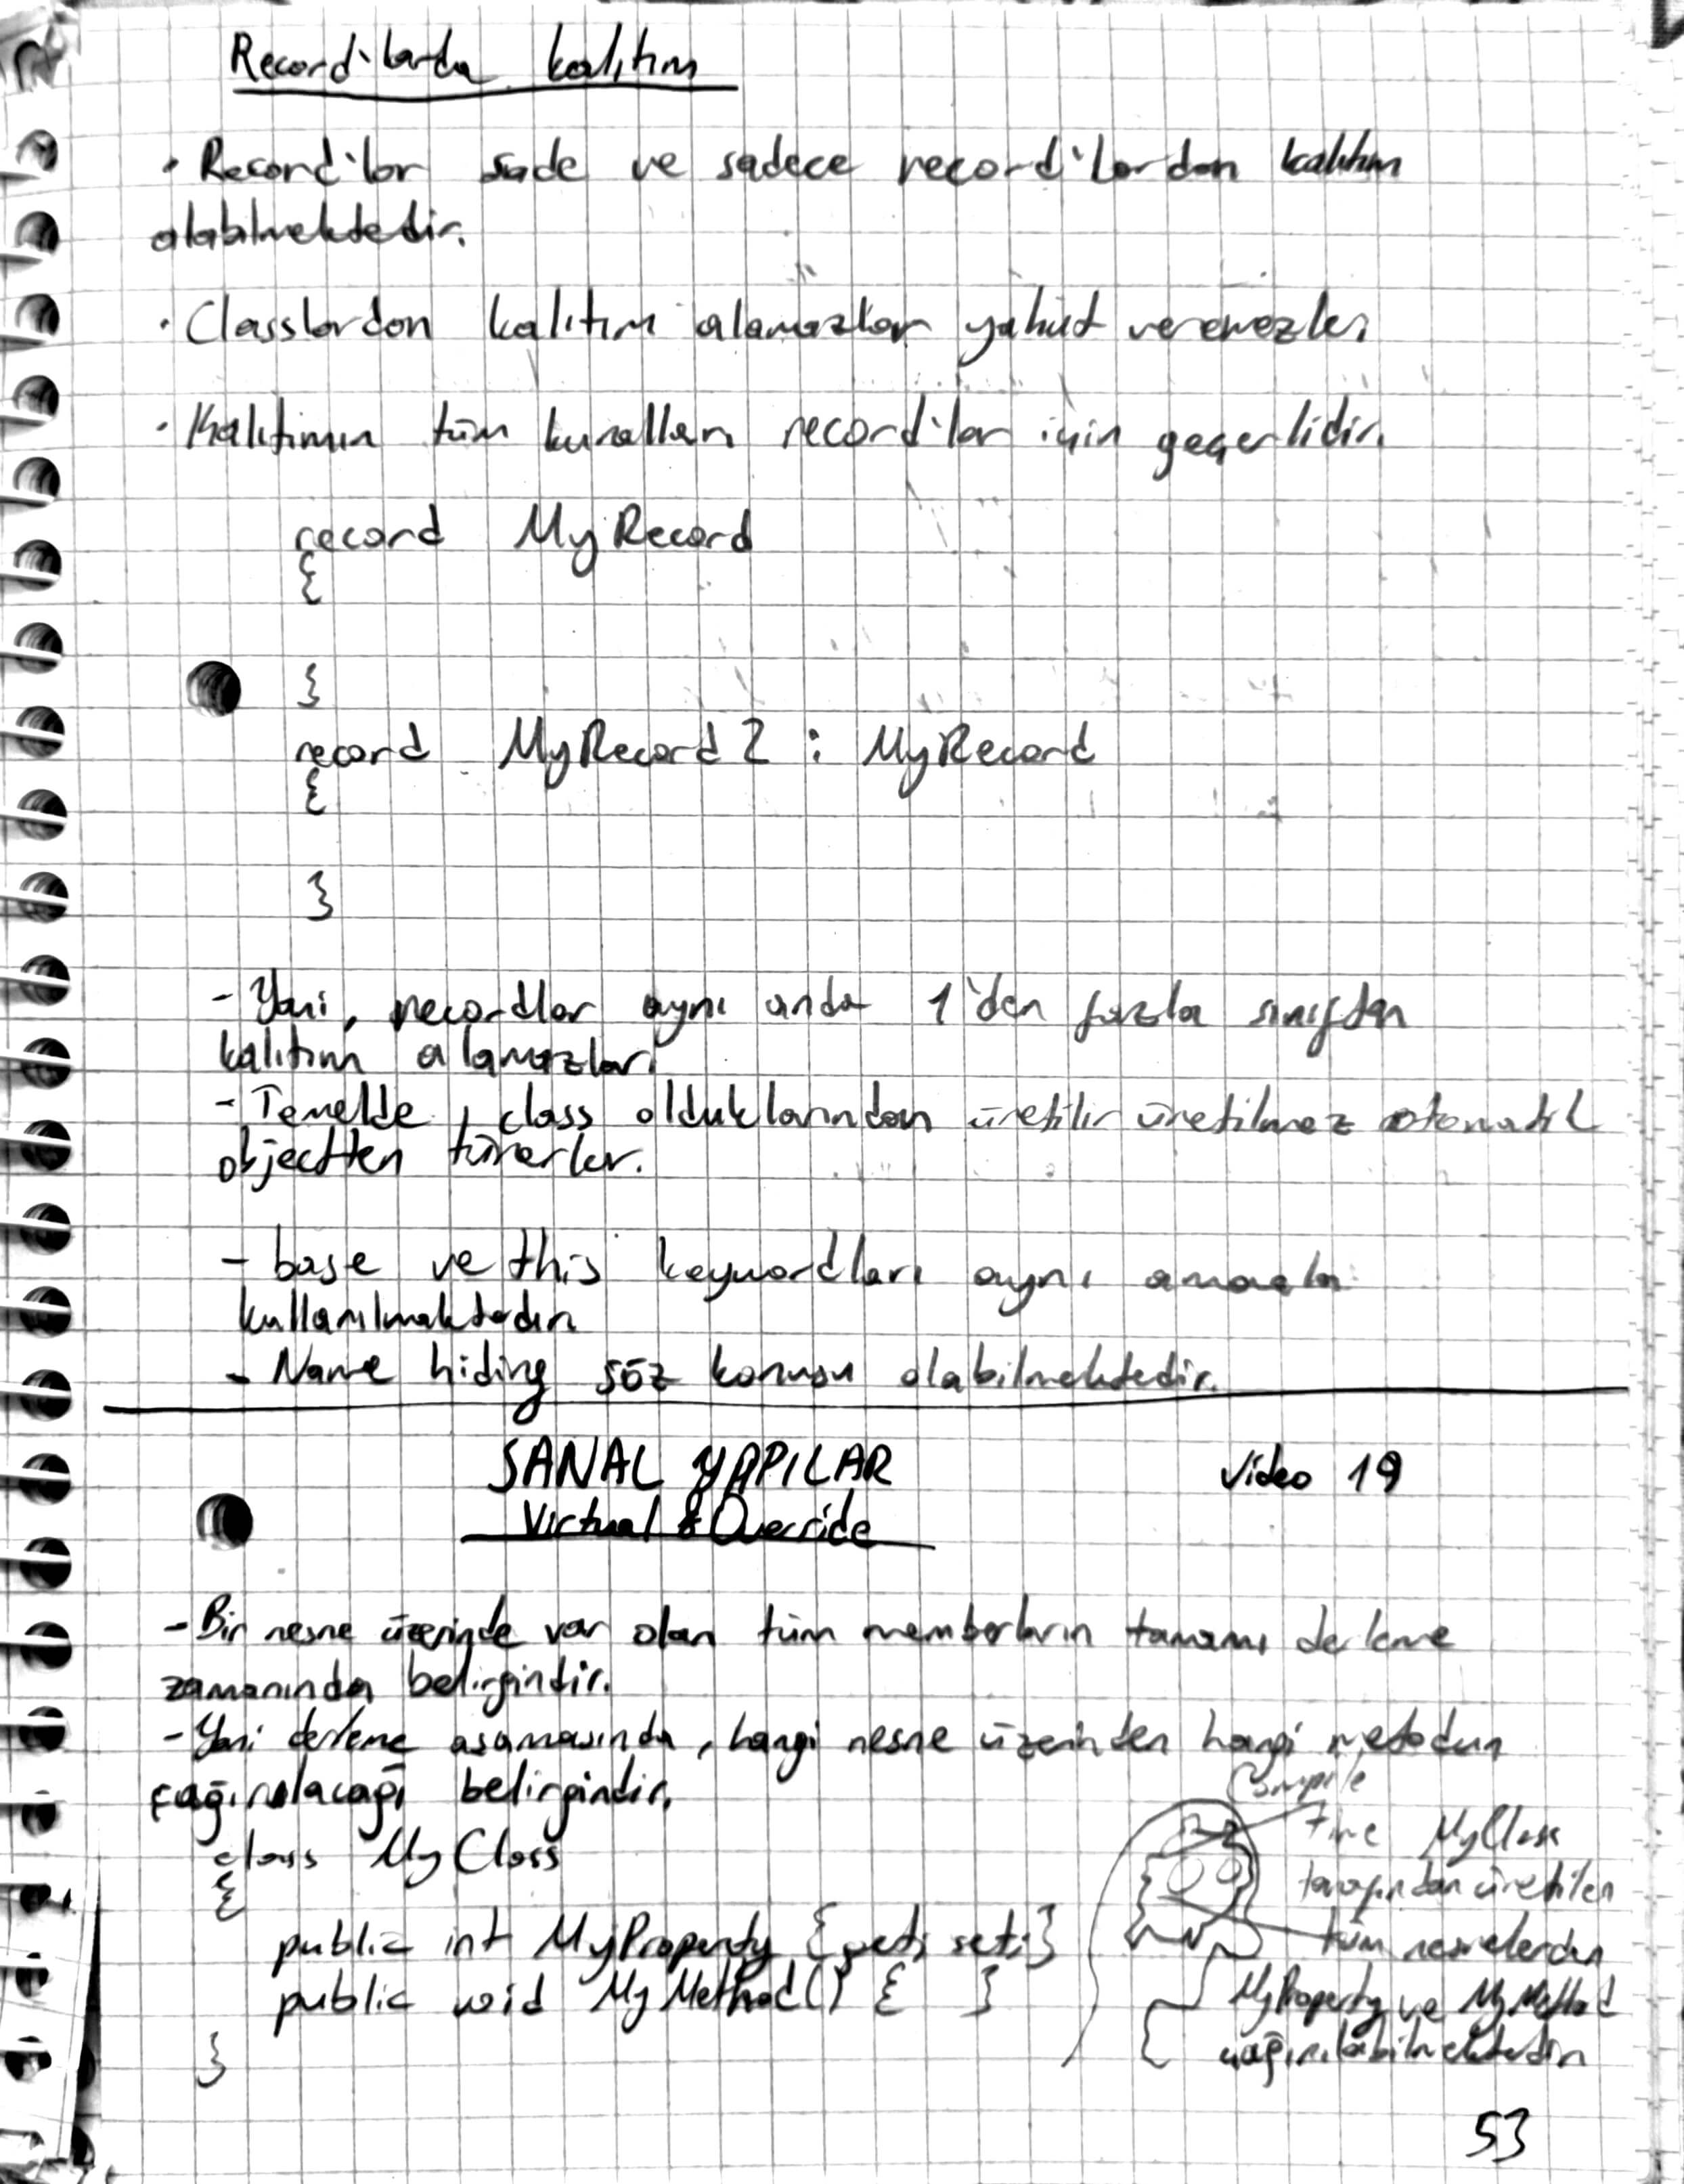 Record'larda kalıtım
• Record'lar sade ve sadece record'lardan kalıtım
alabilmektedir.
• Classlardan kalıtım alamazlar yahut veremezler
• Kalıtımın tüm kuralları record'lar için geçerlidir.
record MyRecord
{
}
record MyRecord2 : MyRecord
{
}
- Yani, recordlar aynı anda 1'den fazla sınıftan
kalıtım alamazlar.
- Temelde, class olduklarından üretilir üretilmez otomatik
objectten türerler.
- base ve this keywordları aynı amaçla
kullanılmaktadır
- Name hiding söz konusu olabilmektedir.
SANAL YAPILAR
Video 19
Virtual & Override
- Bir nesne üzerinde var olan tüm memberların tamamı derleme
zamanında belirgindir.
- Yani derleme aşamasında, hangi nesne üzerinden hangi metodun
çağırılacağı belirgindir.
class MyClass
{
public int MyProperty {get; set;}
public void MyMethod() { }
}
Compile
Time MyClass
tarafından üretilen
tüm nesnelerden
MyProperty ve MyMethod
çağırılabilmektedir
53